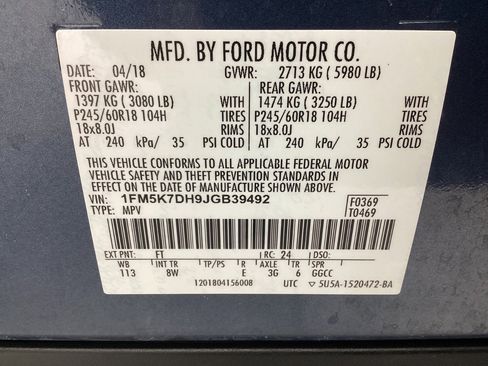 MFD. BY FORD MOTOR CO.
DATE: 04/18 GVWR: 2713 KG ( 5980 LB)
FRONT GAWR: REAR GAWR:
1397 KG ( 3080 LB) WITH 1474 KG ( 3250 LB) WITH
P245/60R18 104H TIRES P245/60R18 104H TIRES
18x8.0J RIMS 18x8.0J RIMS
AT 240 kPa/ 35 PSI COLD AT 240 kPa/ 35 PSI COLD
THIS VEHICLE CONFORMS TO ALL APPLICABLE FEDERAL MOTOR
VEHICLE SAFETY AND THEFT PREVENTION STANDARDS IN
EFFECT ON THE DATE OF MANUFACTURE SHOWN ABOVE.
VIN: 1FM5K7DH9JGB39492 F0369
TYPE: MPV T0469
EXT PNT: FT RC: 24
WB INT TR TP/PS R AXLE TR SPR
113 8W E 3G 6 GGCC
1201804156008 UTC ▽ 5U5A-1520472-BA